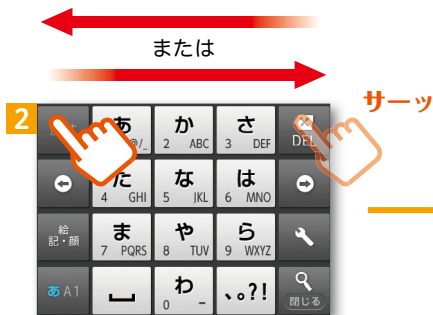 または
サーッ
2
あ @/_
か 2 ABC
さ 3 DEF
DEL
た 4 GHI
な 5 JKL
は 6 MNO
絵
記・顔
ま 7 PQRS
や 8 TUV
ら 9 WXYZ
あA1
わ 0 -
、。?!
閉じる